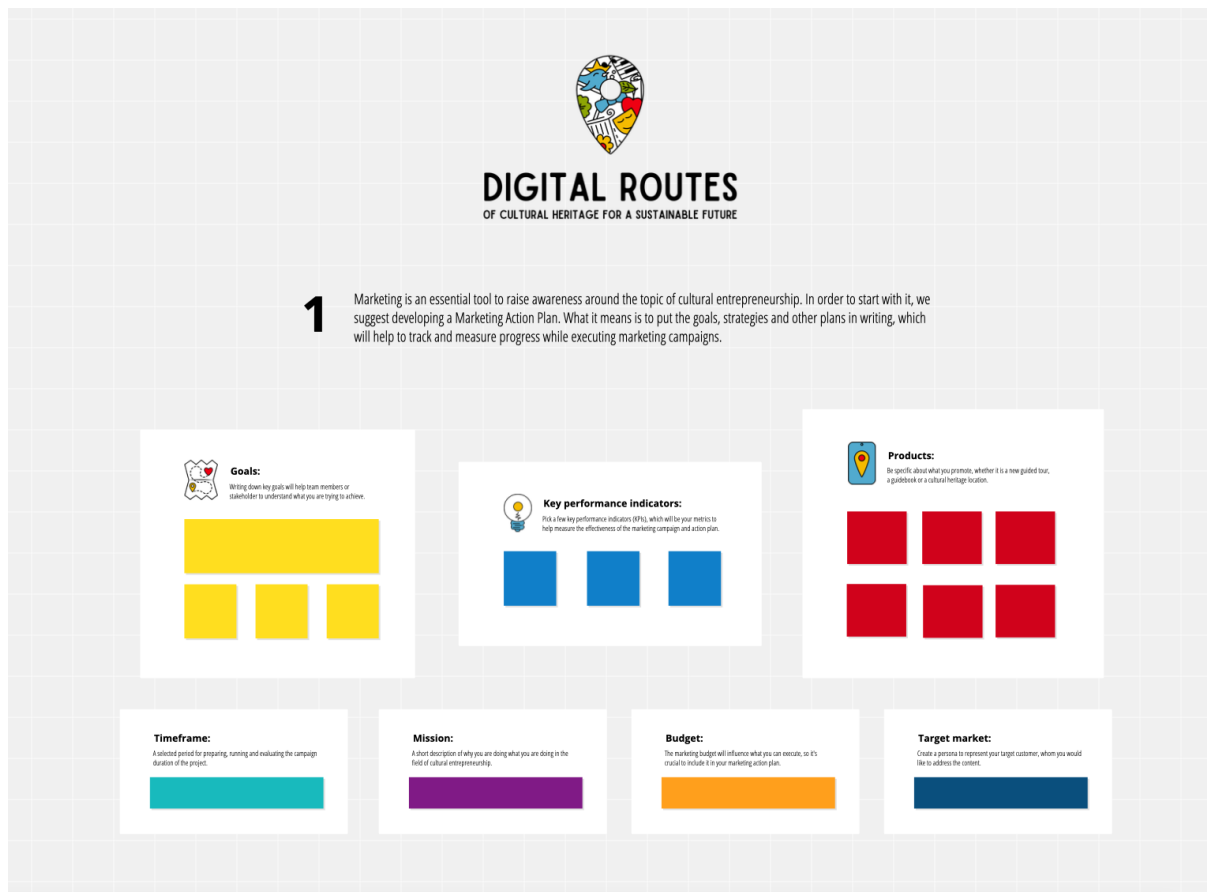 DIGITAL ROUTES
OF CULTURAL HERITAGE FOR A SUSTAINABLE FUTURE
1
Marketing is an essential tool to raise awareness around the topic of cultural entrepreneurship. In order to start with it, we
suggest developing a Marketing Action Plan. What it means is to put the goals, strategies and other plans in writing, which
will help to track and measure progress while executing marketing campaigns.
Goals:
Writing down key goals will help team members or
stakeholder to understand what you are trying to achieve.
Key performance indicators:
Pick a few key performance indicators (KPIs), which will be your metrics to
help measure the effectiveness of the marketing campaign and action plan.
Products:
Be specific about what you promote, whether it is a new guided tour,
a guidebook or a cultural heritage location.
Timeframe:
A selected period for preparing, running and evaluating the campaign
duration of the project.
Mission:
A short description of why you are doing what you are doing in the
field of cultural entrepreneurship.
Budget:
The marketing budget will influence what you can execute, so it's
crucial to include it in your marketing action plan.
Target market:
Create a persona to represent your target customer, whom you would
like to address the content.